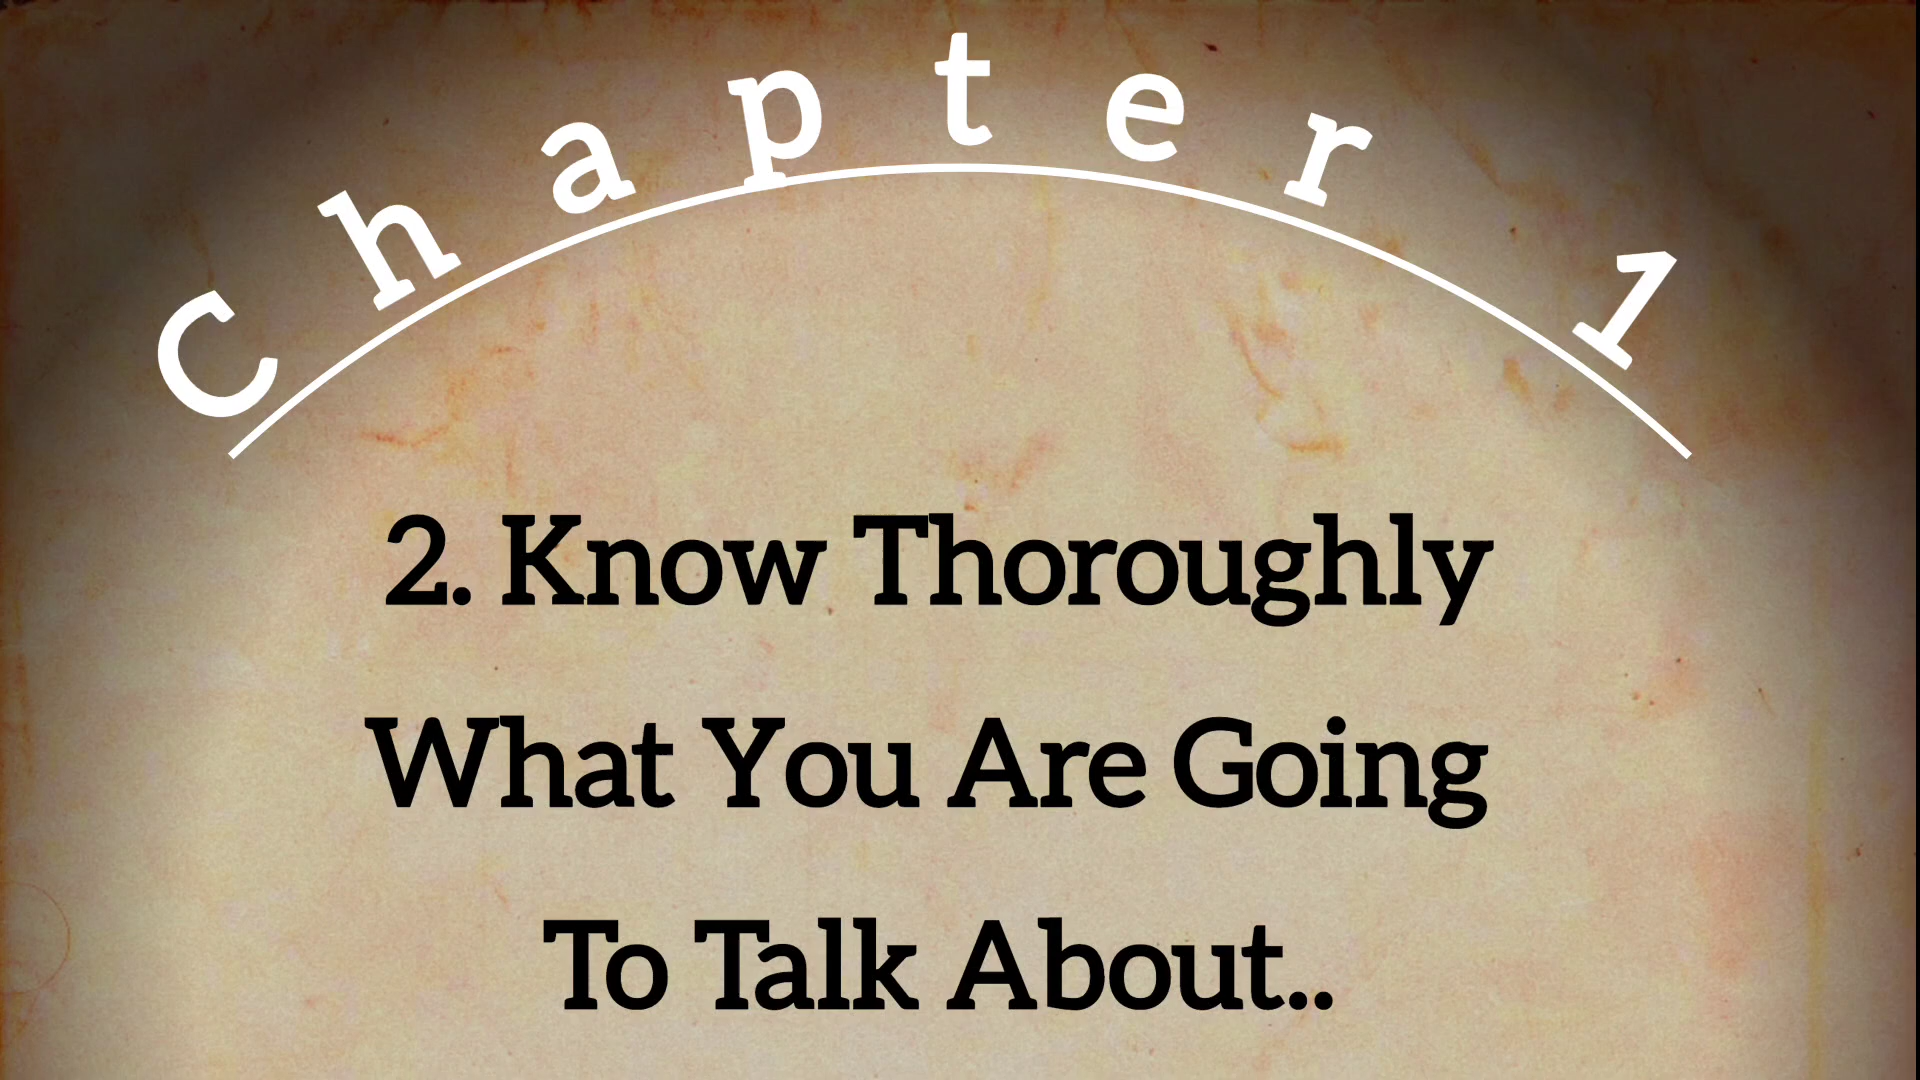 Chapter 1
2. Know Thoroughly
What You Are Going
To Talk About..